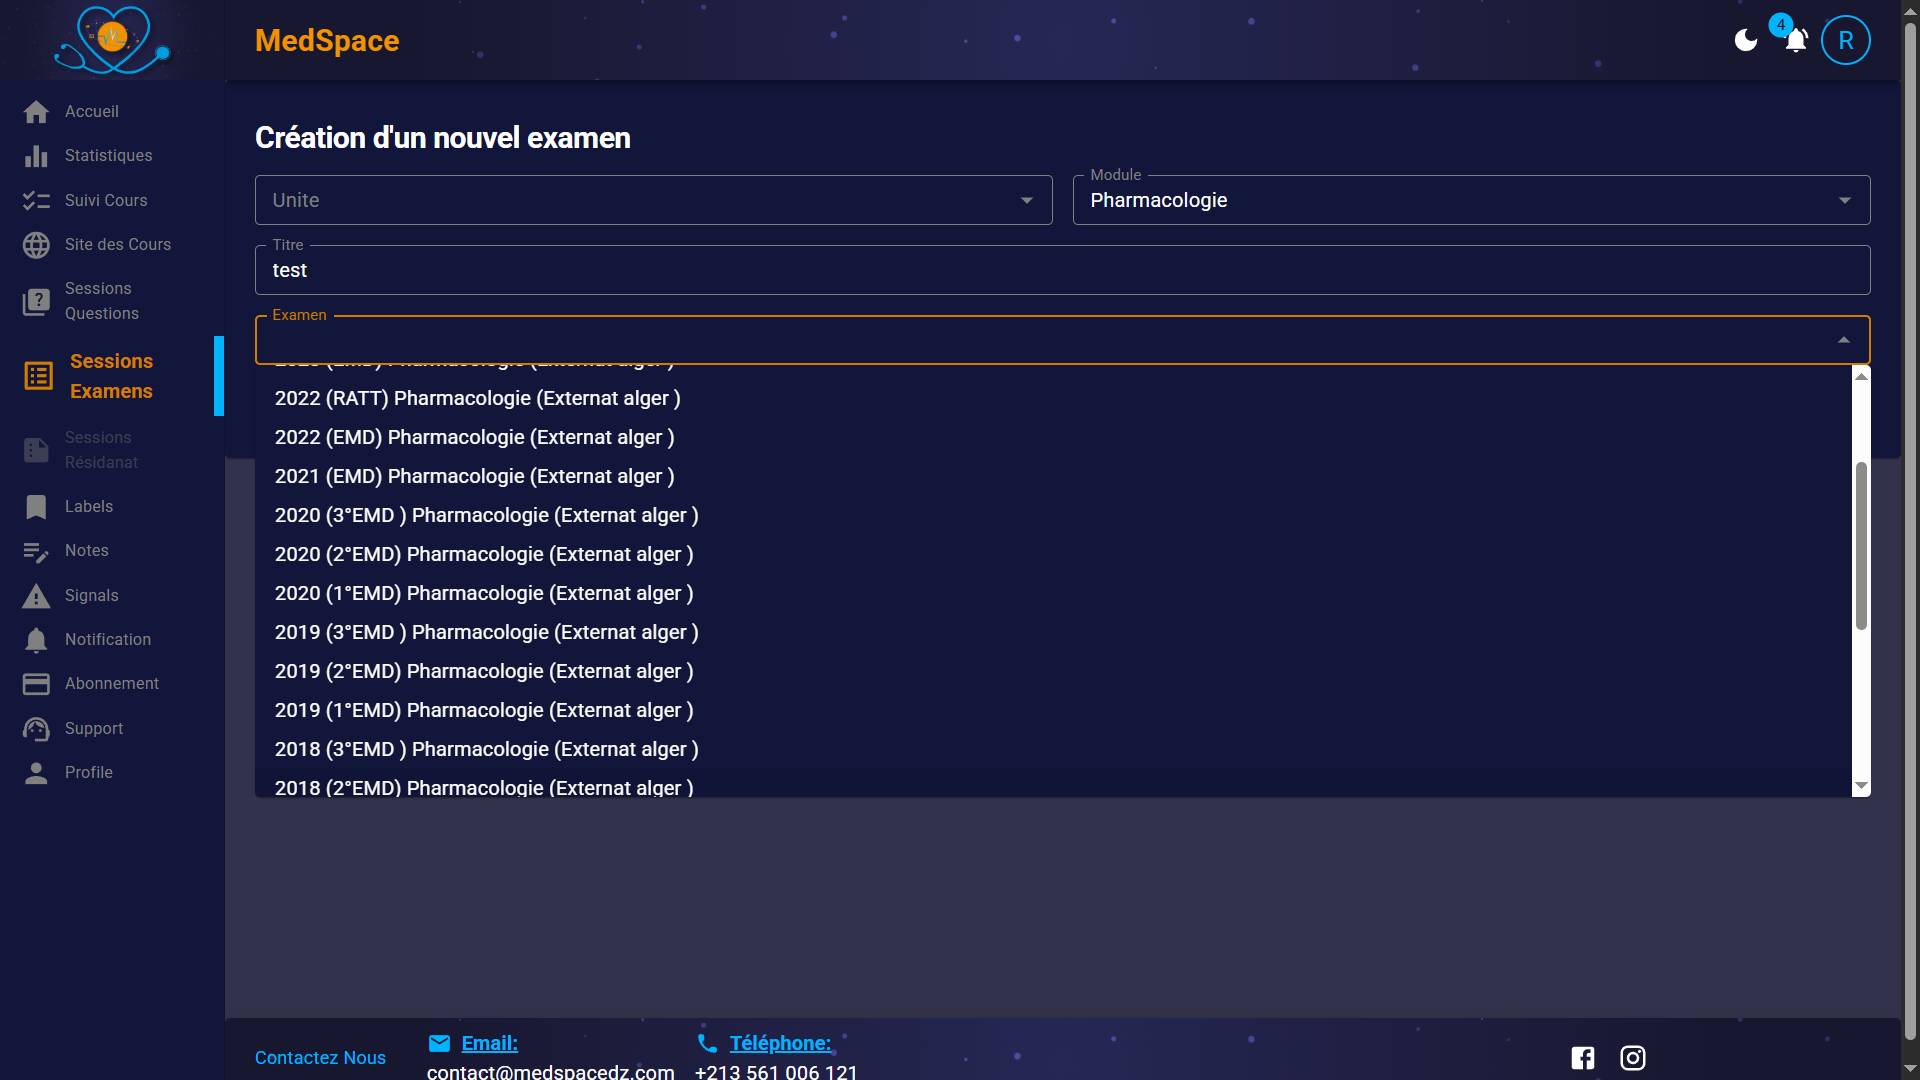 MedSpace
4
R
Accueil
Statistiques
Suivi Cours
Site des Cours
Sessions
Questions
Sessions
Examens
Sessions
Résidanat
Labels
Notes
Signals
Notification
Abonnement
Support
Profile
Création d'un nouvel examen
Unite
Module
Pharmacologie
Titre
test
Examen
2022 (RATT) Pharmacologie (Externat alger )
2022 (EMD) Pharmacologie (Externat alger )
2021 (EMD) Pharmacologie (Externat alger )
2020 (3°EMD ) Pharmacologie (Externat alger )
2020 (2°EMD) Pharmacologie (Externat alger )
2020 (1°EMD) Pharmacologie (Externat alger )
2019 (3°EMD ) Pharmacologie (Externat alger )
2019 (2°EMD) Pharmacologie (Externat alger )
2019 (1°EMD) Pharmacologie (Externat alger )
2018 (3°EMD ) Pharmacologie (Externat alger )
2018 (2°EMD) Pharmacologie (Externat alger )
Contactez Nous
Email:
contact@medspacedz.com
Téléphone:
+213 561 006 121